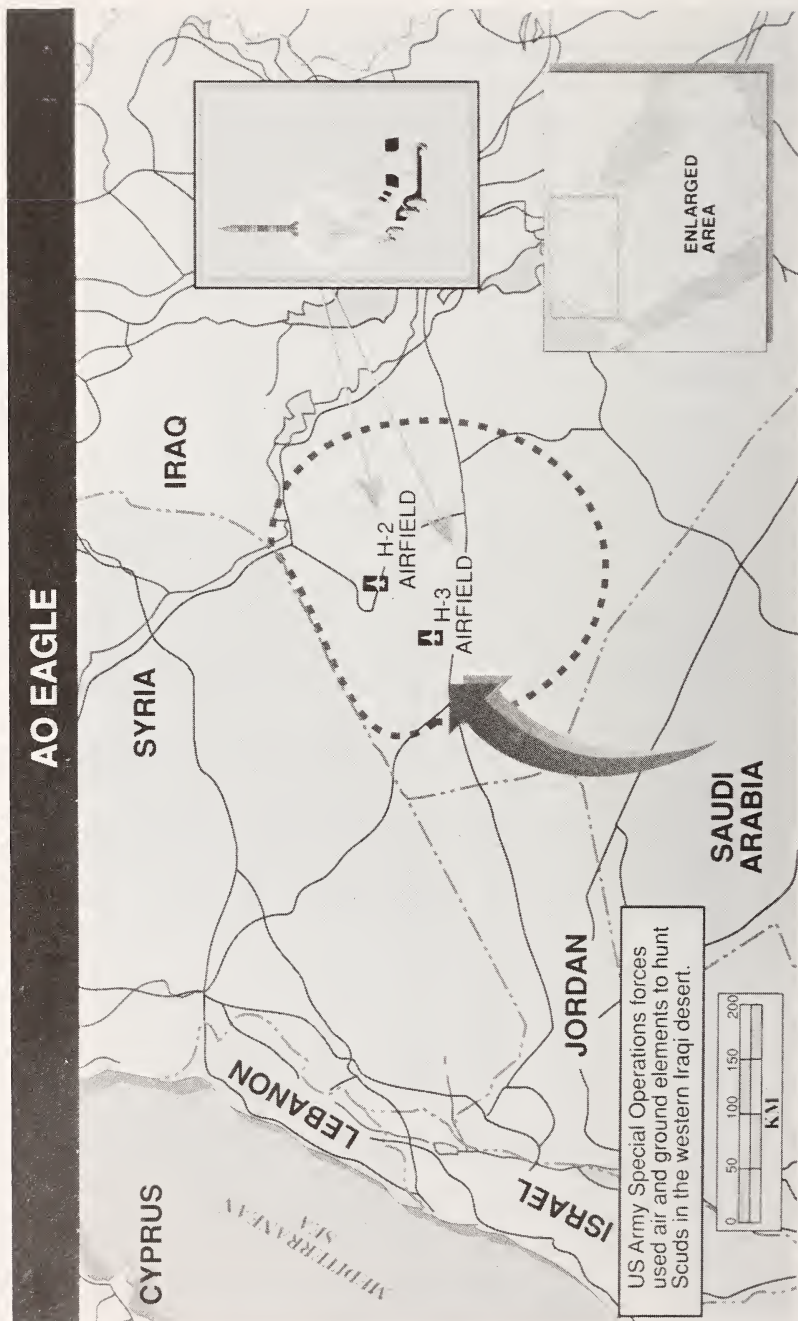 AO EAGLE
CYPRUS
SYRIA
IRAQ
MEDITERRANEAN
SEA
LEBANON
H-2
AIRFIELD
H-3
AIRFIELD
ISRAEL
JORDAN
SAUDI
ARABIA
ENLARGED
AREA
US Army Special Operations forces
used air and ground elements to hunt
Scuds in the western Iraqi desert.
0 50 100 150 200
KM